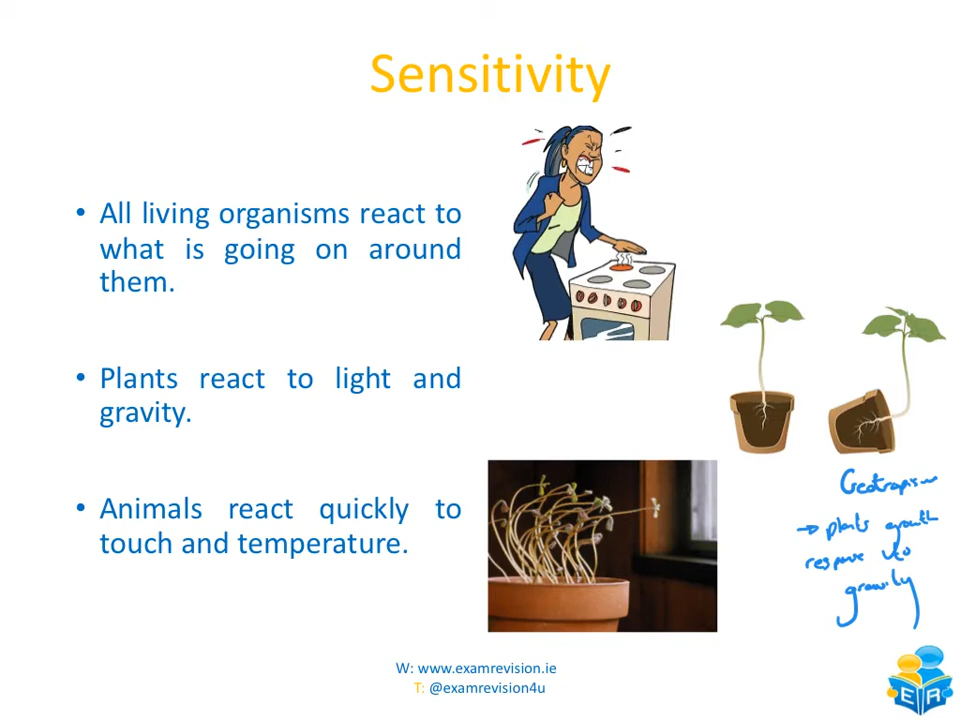 Sensitivity
• All living organisms react to
what is going on around
them.
• Plants react to light and
gravity.
• Animals react quickly to
touch and temperature.
Geotropism
→ plants growth
response to
gravity
W: www.examrevision.ie
T: @examrevision4u
E R